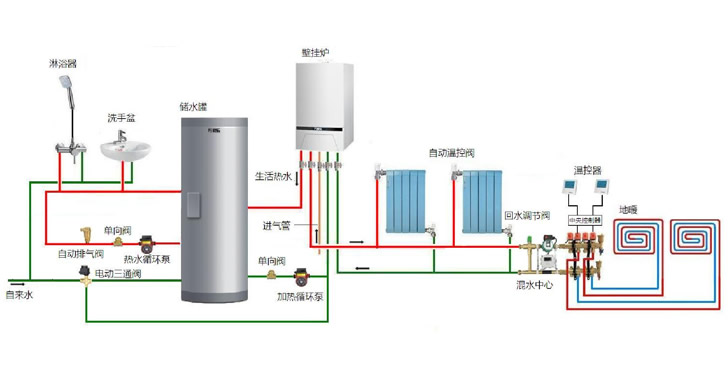 壁挂炉
淋浴器
储水罐
洗手盆
自动温控阀
温控器
生活热水
地暖
回水调节阀
中央控制器
进气管
单向阀
自动排气阀
热水循环泵
单向阀
电动三通阀
混水中心
自来水
加热循环泵